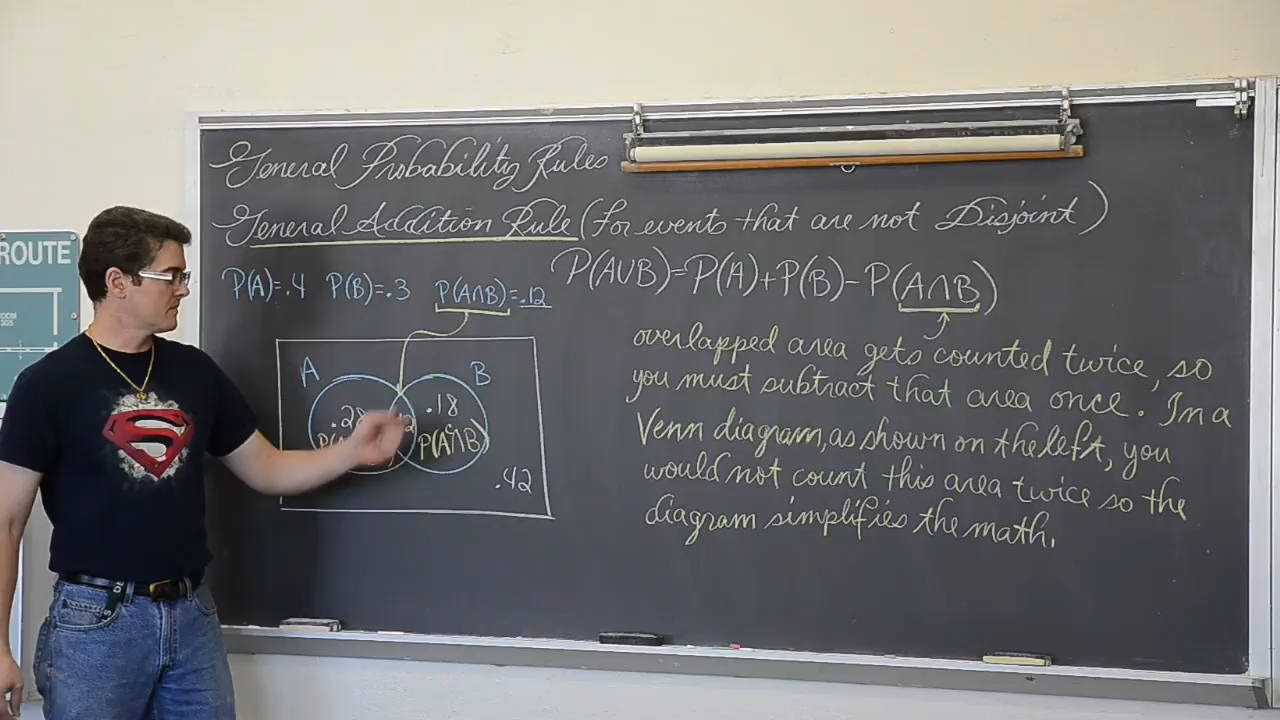 General Probability Rules
General Addition Rule (for events that are not Disjoint)
P(A)=.4 P(B)=.3 P(A∩B)=.12
P(A∪B)=P(A)+P(B)-P(A∩B)
overlapped area gets counted twice, so
you must subtract that area once. In a
Venn diagram, as shown on the left, you
would not count this area twice so the
diagram simplifies the math.
A B
.28 .18
P(Aᶜ∩B)
.42
ROUTE